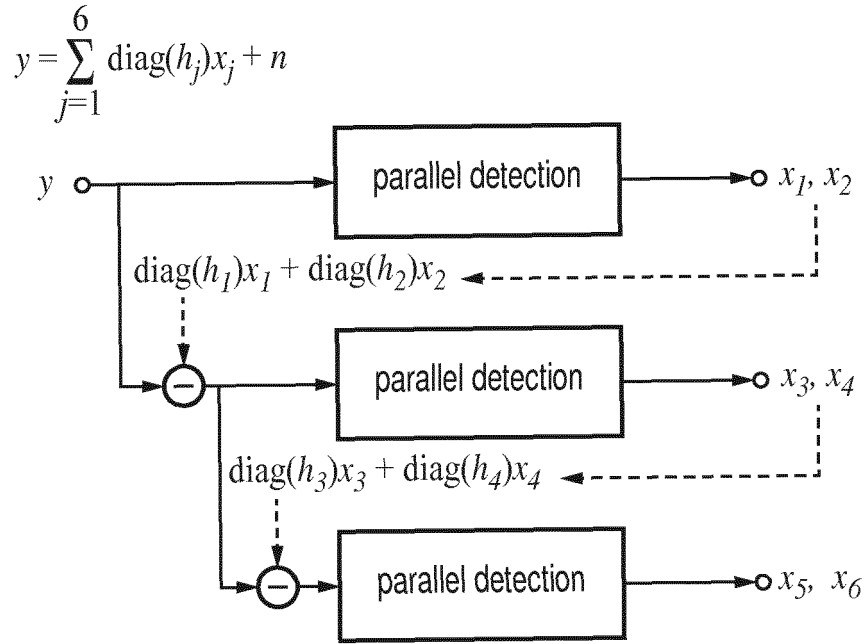 6
y = ∑ diag(h_j)x_j + n
j=1
y
parallel detection
x_1, x_2
diag(h_1)x_1 + diag(h_2)x_2
−
parallel detection
x_3, x_4
diag(h_3)x_3 + diag(h_4)x_4
−
parallel detection
x_5, x_6